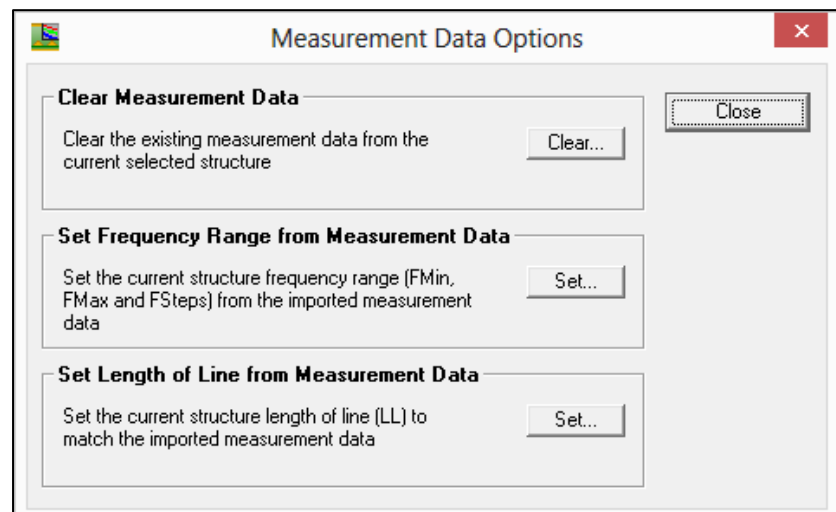 Measurement Data Options
Clear Measurement Data
Close
Clear the existing measurement data from the
current selected structure
Clear...
Set Frequency Range from Measurement Data
Set the current structure frequency range (FMin,
FMax and FSteps) from the imported measurement
data
Set...
Set Length of Line from Measurement Data
Set the current structure length of line (LL) to
match the imported measurement data
Set...